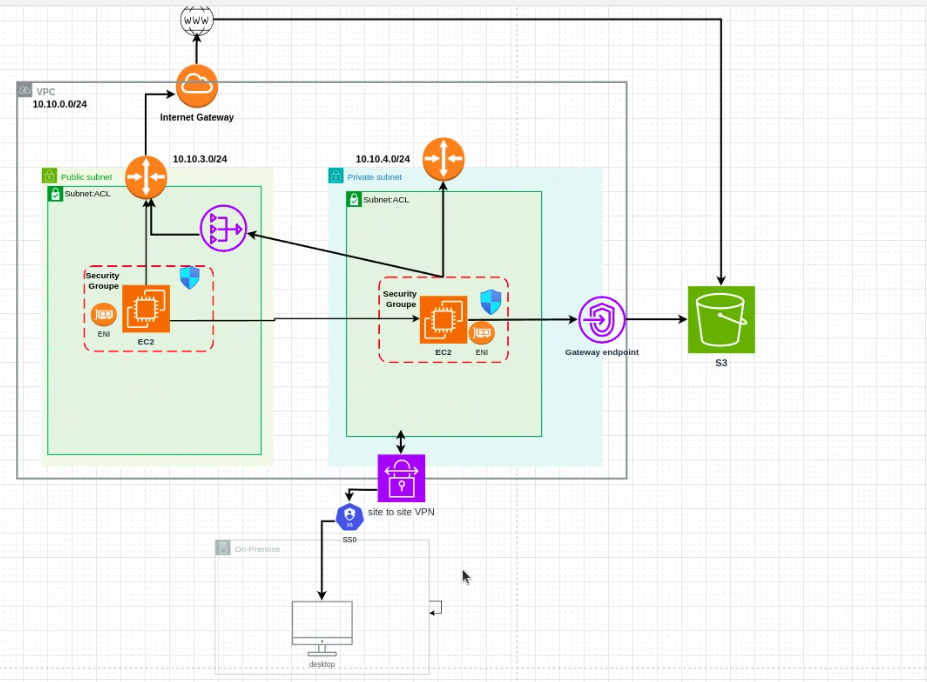 WWW
VPC
10.10.0.0/24
Internet Gateway
10.10.3.0/24
10.10.4.0/24
Public subnet
Private subnet
Subnet:ACL
Subnet:ACL
Security
Groupe
ENI
EC2
Security
Groupe
EC2
ENI
Gateway endpoint
S3
site to site VPN
SS0
On-Premise
desktop